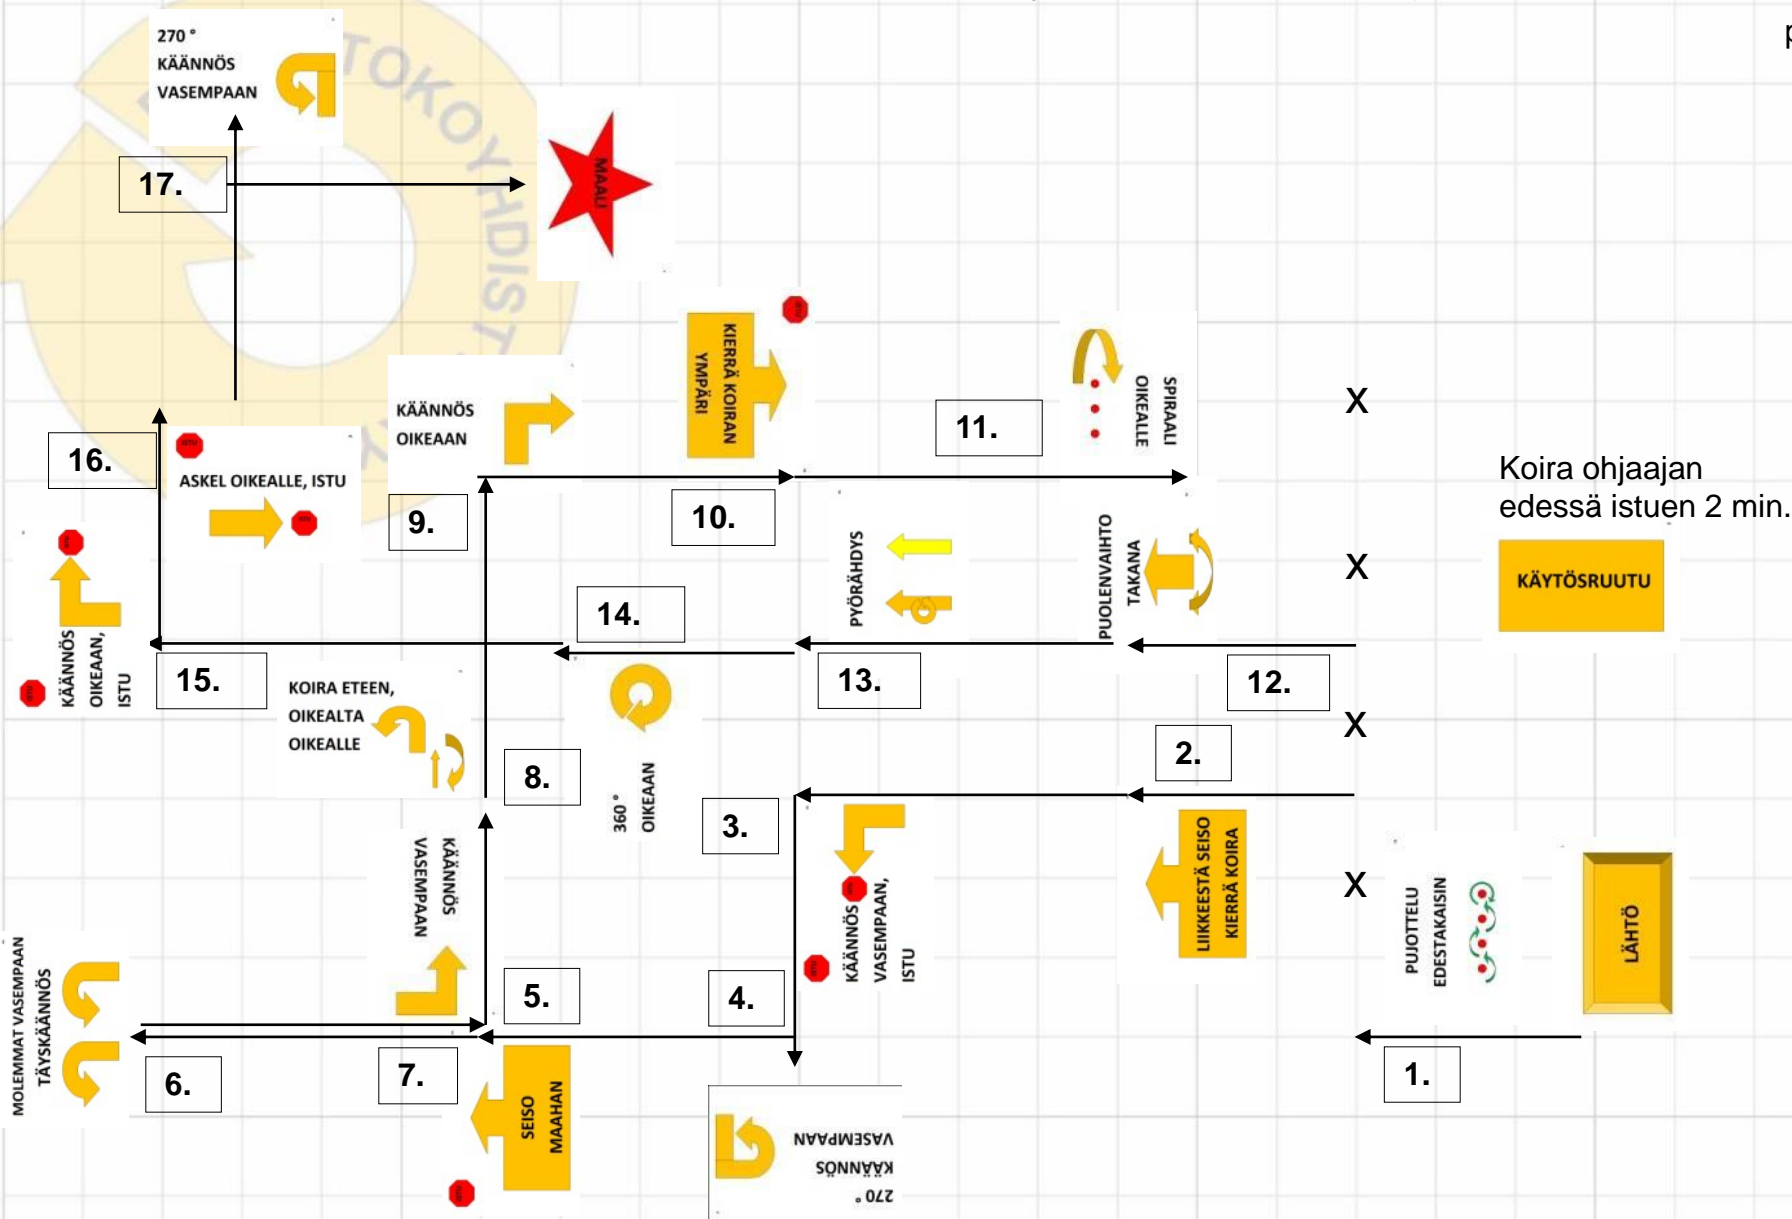 p
270 °
KÄÄNNÖS
VASEMPAAN
TOKOYHDIST
17.
MAALI
KIERRÄ KOIRAN
YMPÄRI
SPIRAALI
OIKEALLE
X
KÄÄNNÖS
OIKEAAN
11.
16.
ASKEL OIKEALLE, ISTU
9.
10.
Koira ohjaajan
edessä istuen 2 min.
PYÖRÄHDYS
PUOLENVAIHTO
TAKANA
X
KÄYTÖSRUUTU
14.
KÄÄNNÖS
OIKEAAN,
ISTU
15.
KOIRA ETEEN,
OIKEALTA
OIKEALLE
13.
12.
X
8.
360 °
OIKEAAN
3.
2.
KÄÄNNÖS
VASEMPAAN
KÄÄNNÖS
VASEMPAAN,
ISTU
LIIKKEESTÄ SEISO
KIERRÄ KOIRA
X
PUJOTTELU
EDESTAKAISIN
LÄHTÖ
MOLEMMAT VASEMPAAN
TÄYSKÄÄNNÖS
5.
4.
6.
7.
SEISO
MAAHAN
1.
270 °
KÄÄNNÖS
VASEMPAAN